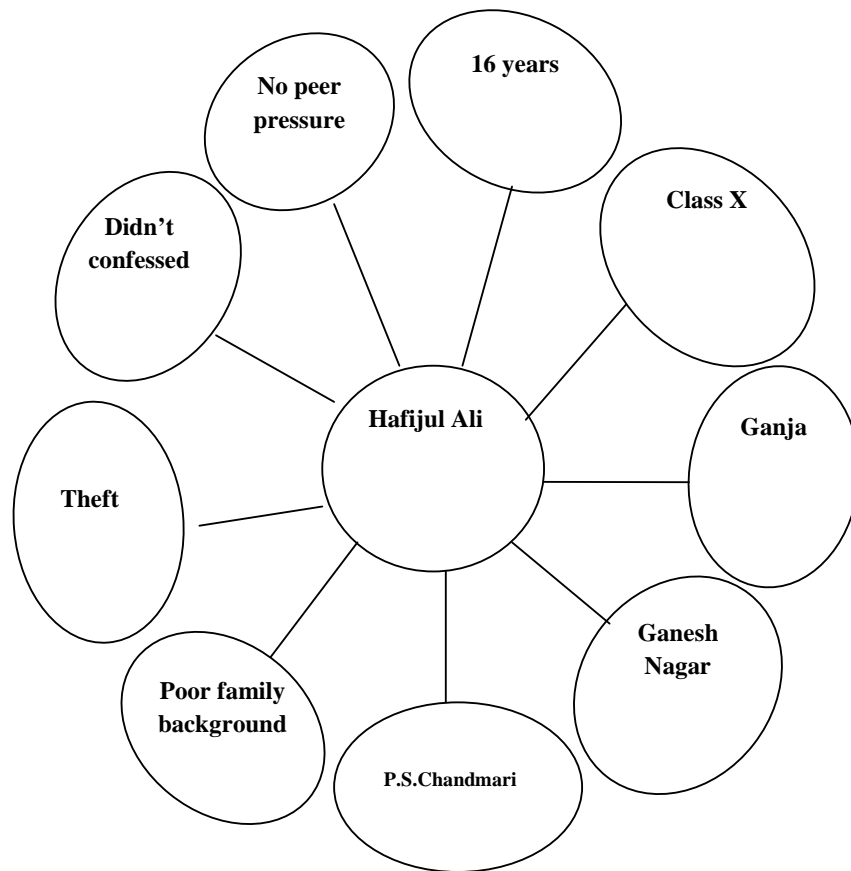 16 years
No peer
pressure
Class X
Didn't
confessed
Hafijul Ali
Ganja
Theft
Ganesh
Nagar
Poor family
background
P.S.Chandmari